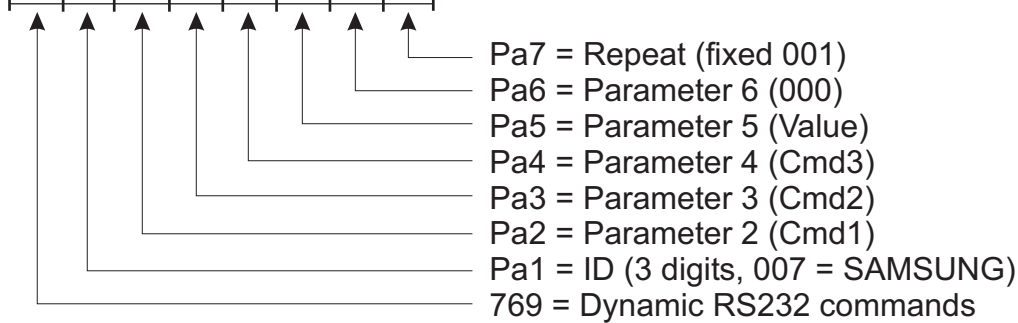 Pa7 = Repeat (fixed 001)
Pa6 = Parameter 6 (000)
Pa5 = Parameter 5 (Value)
Pa4 = Parameter 4 (Cmd3)
Pa3 = Parameter 3 (Cmd2)
Pa2 = Parameter 2 (Cmd1)
Pa1 = ID (3 digits, 007 = SAMSUNG)
769 = Dynamic RS232 commands